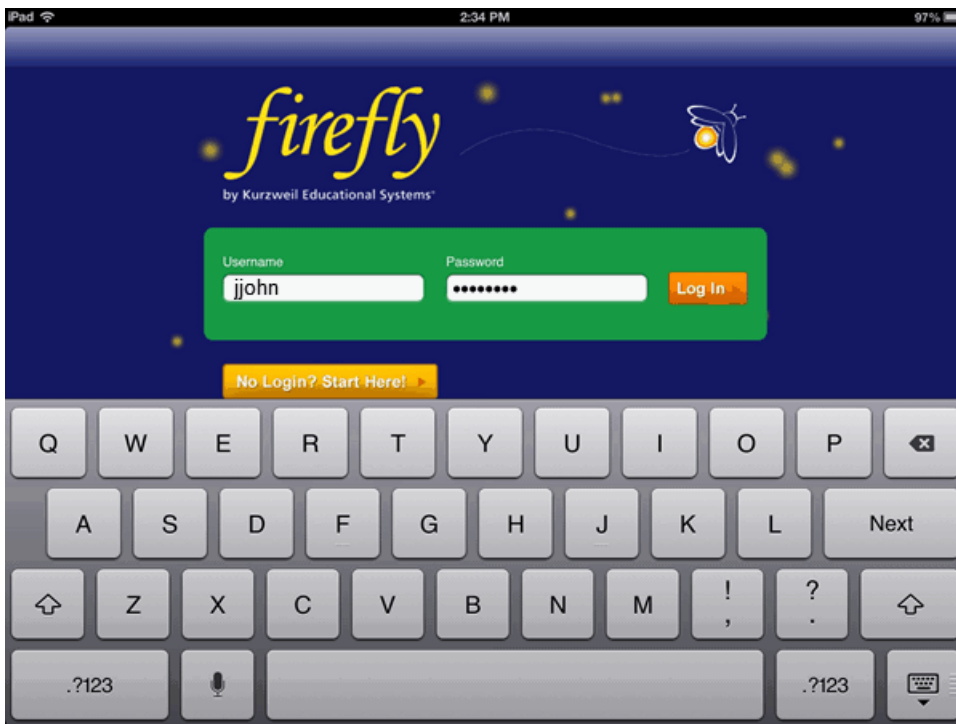 iPad 2:34 PM 97%
firefly
by Kurzweil Educational Systems
Username Password
jjohn •••••••• Log In
No Login? Start Here!
Q W E R T Y U I O P
A S D F G H J K L Next
Z X C V B N M ! , ? .
.?123 .?123